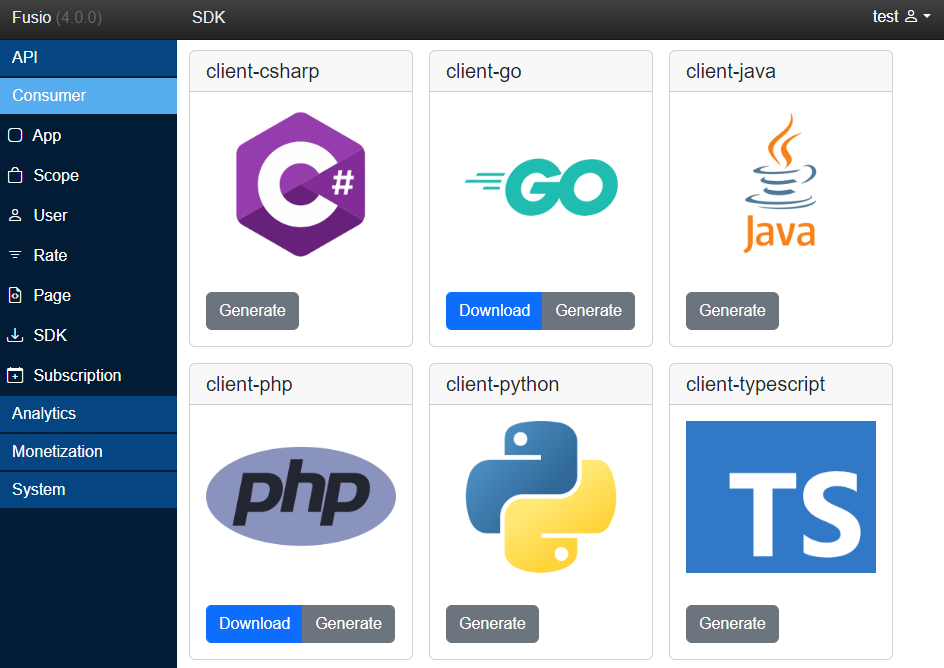 Fusio (4.0.0)
SDK
test
API
Consumer
App
Scope
User
Rate
Page
SDK
Subscription
Analytics
Monetization
System
client-csharp
C#
Generate
client-go
GO
Download Generate
client-java
Java
Generate
client-php
php
Download Generate
client-python
Generate
client-typescript
TS
Generate